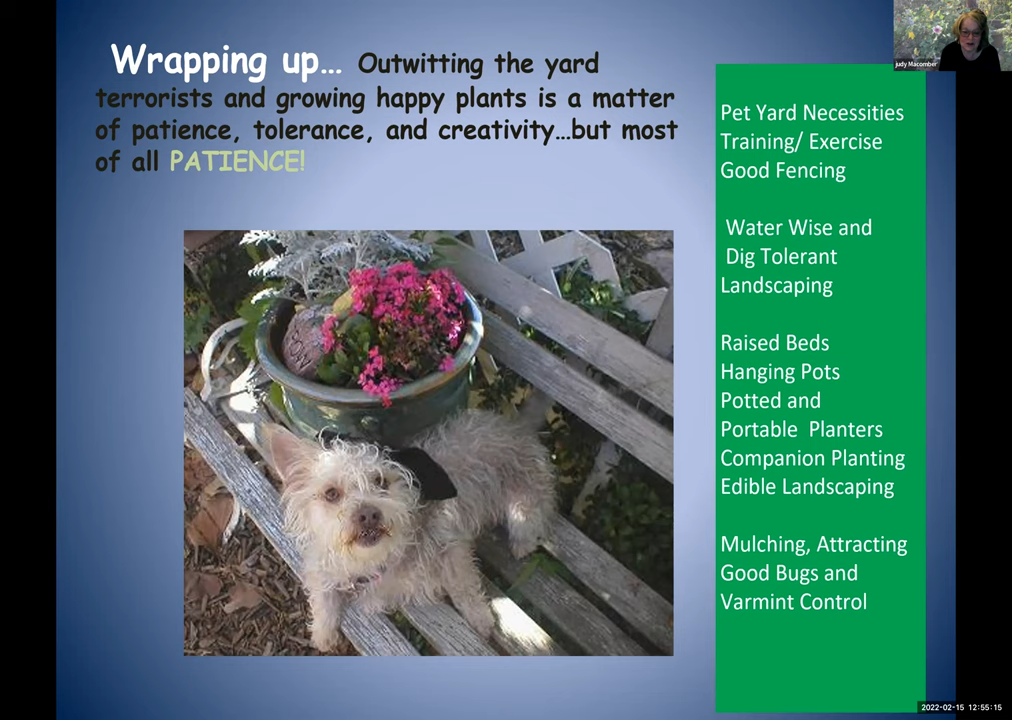 Wrapping up... Outwitting the yard
terrorists and growing happy plants is a matter
of patience, tolerance, and creativity...but most
of all PATIENCE!
judy Macomber
Pet Yard Necessities
Training/ Exercise
Good Fencing
Water Wise and
Dig Tolerant
Landscaping
Raised Beds
Hanging Pots
Potted and
Portable Planters
Companion Planting
Edible Landscaping
Mulching, Attracting
Good Bugs and
Varmint Control
2022-02-15 12:55:15